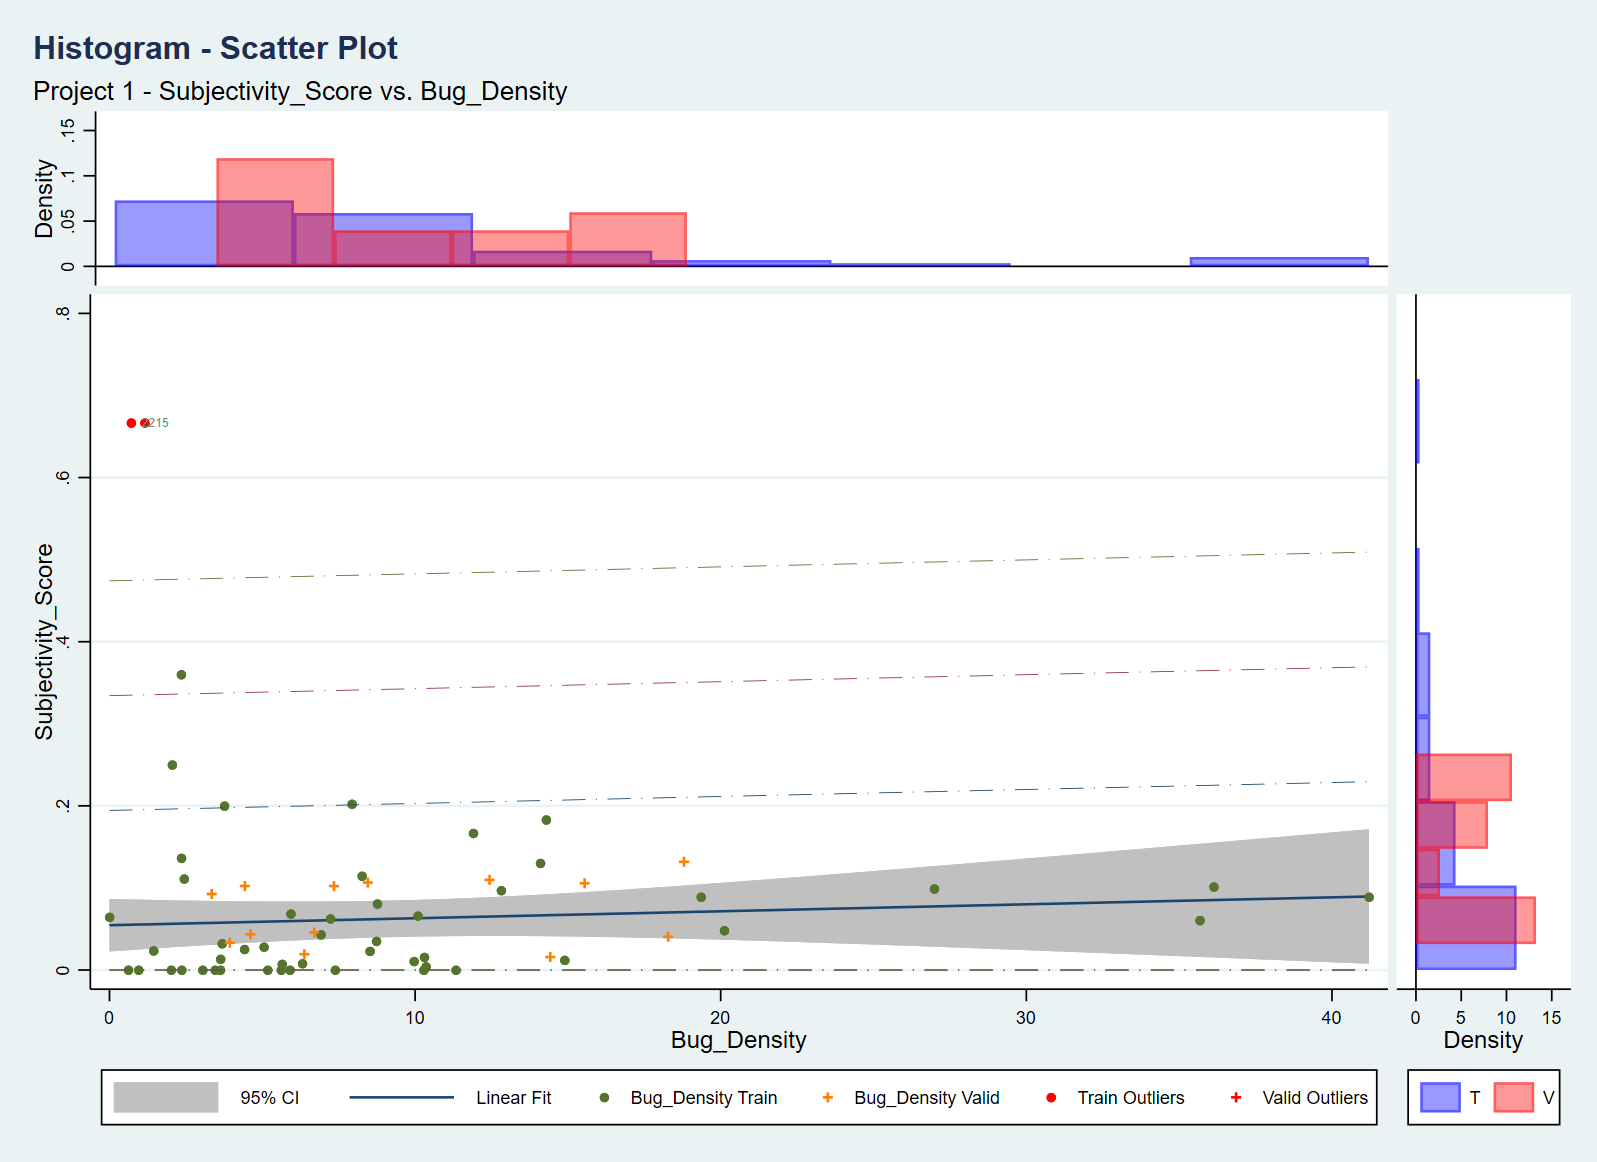 Histogram - Scatter Plot
Project 1 - Subjectivity_Score vs. Bug_Density
Density
.15
.1
.05
0
Subjectivity_Score
.8
.6
.4
.2
0
215
0 10 20 30 40
Bug_Density
0 5 10 15
Density
95% CI Linear Fit Bug_Density Train Bug_Density Valid Train Outliers Valid Outliers
T V